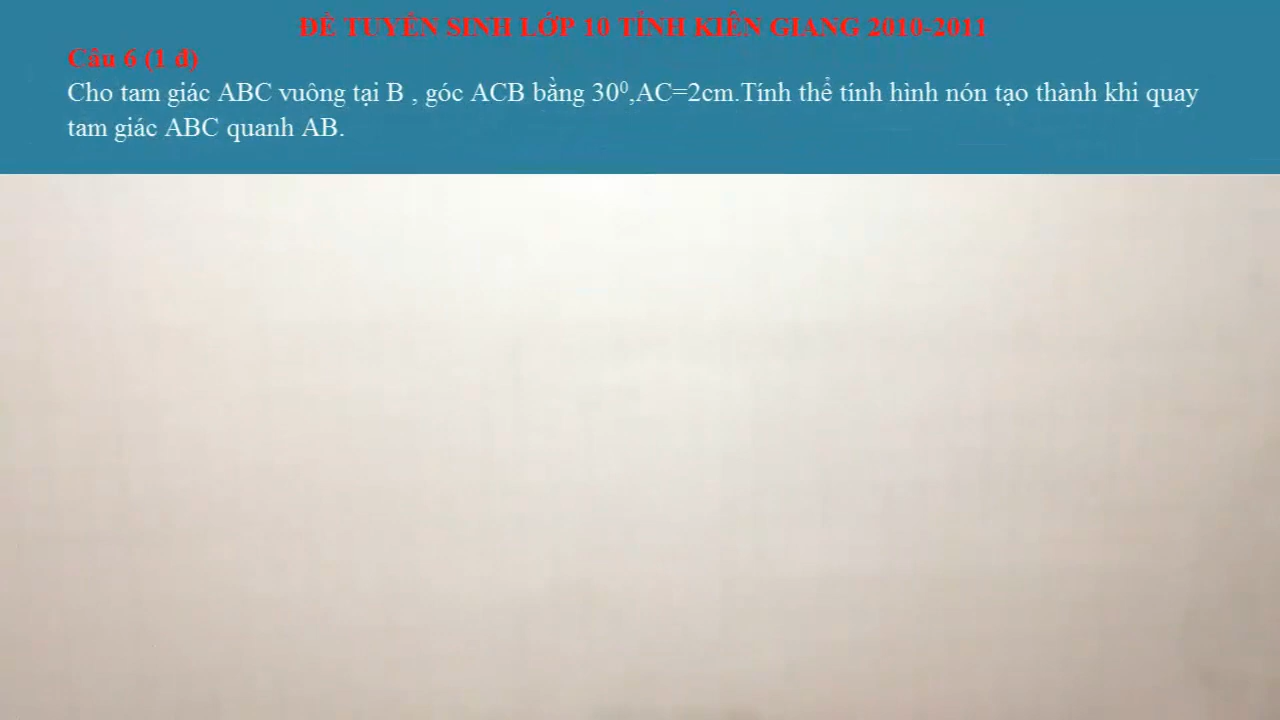 ĐỀ TUYỂN SINH LỚP 10 TỈNH KIÊN GIANG 2010-2011
Câu 6 (1 đ)
Cho tam giác ABC vuông tại B , góc ACB bằng 30⁰,AC=2cm.Tính thể tính hình nón tạo thành khi quay
tam giác ABC quanh AB.